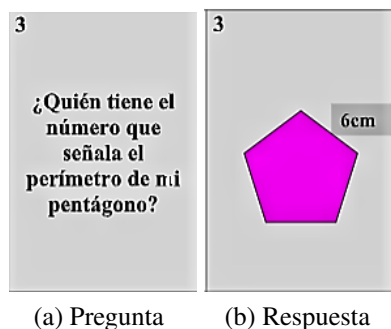 3
¿Quién tiene el
número que
señala el
perímetro de mi
pentágono?
3
6cm
(a) Pregunta
(b) Respuesta